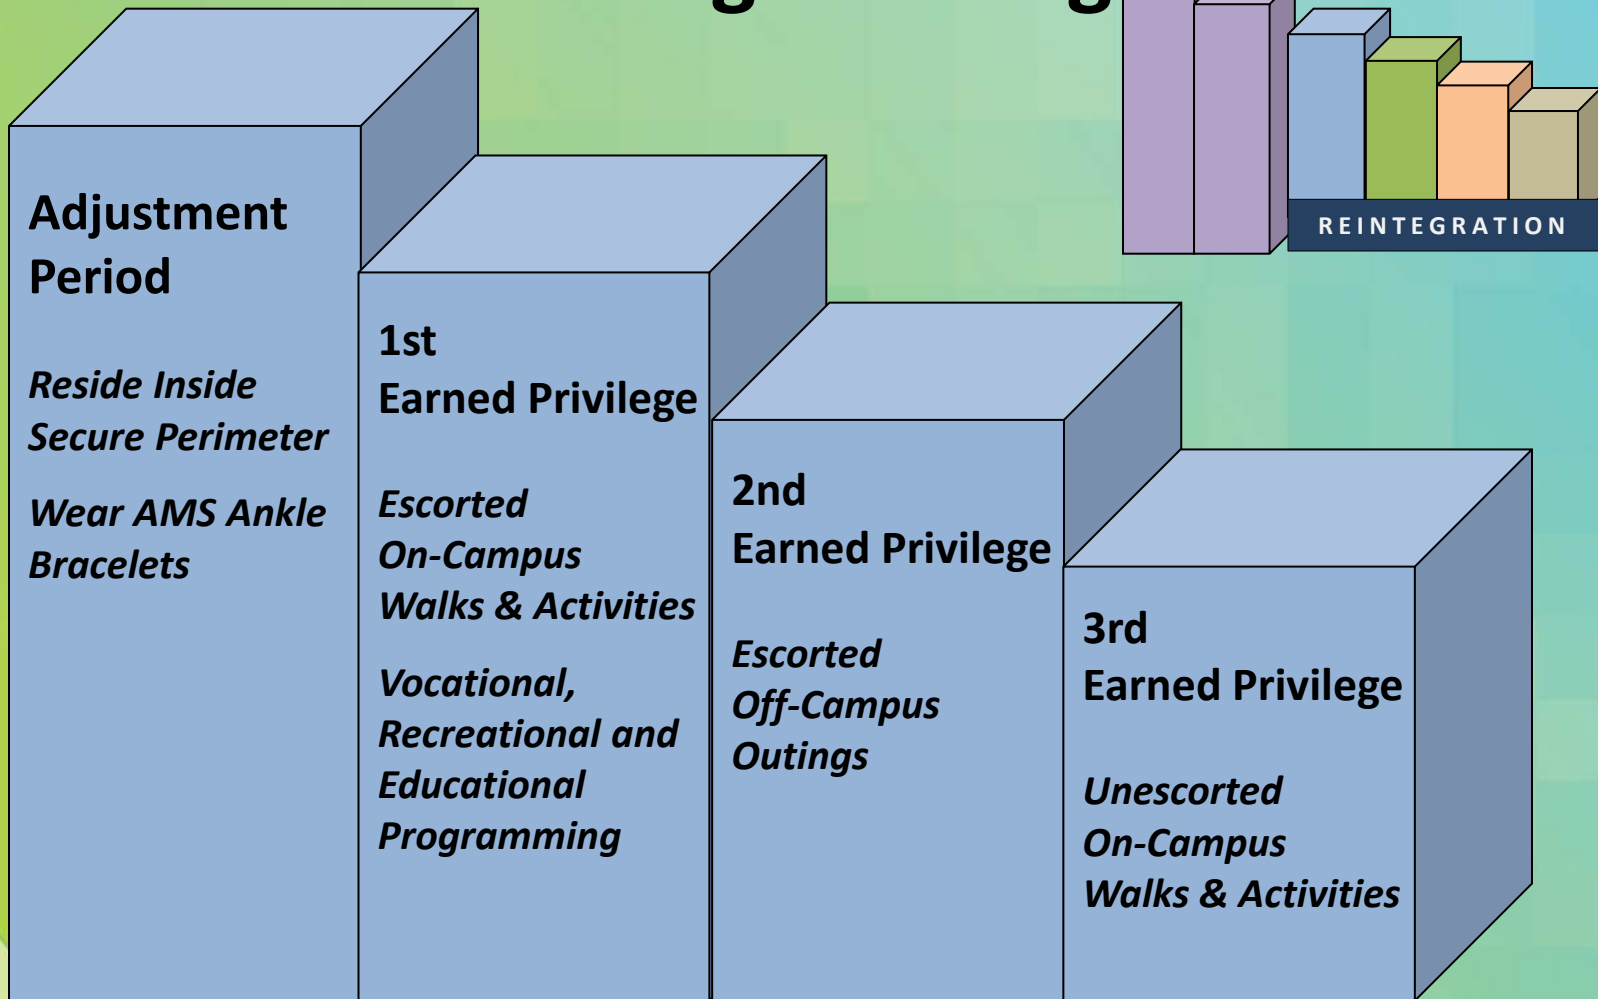 Adjustment
Period
Reside Inside
Secure Perimeter
Wear AMS Ankle
Bracelets
1st
Earned Privilege
Escorted
On-Campus
Walks & Activities
Vocational,
Recreational and
Educational
Programming
2nd
Earned Privilege
Escorted
Off-Campus
Outings
3rd
Earned Privilege
Unescorted
On-Campus
Walks & Activities
REINTEGRATION